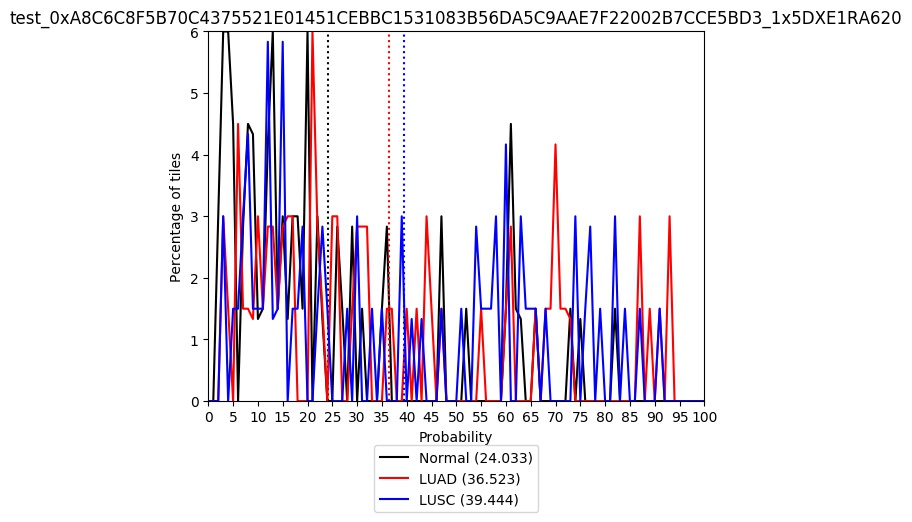 test_0xA8C6C8F5B70C4375521E01451CEBBC1531083B56DA5C9AAE7F22002B7CCE5BD3_1x5DXE1RA620
6
5
4
3
2
1
0
Percentage of tiles
0 5 10 15 20 25 30 35 40 45 50 55 60 65 70 75 80 85 90 95 100
Probability
Normal (24.033)
LUAD (36.523)
LUSC (39.444)